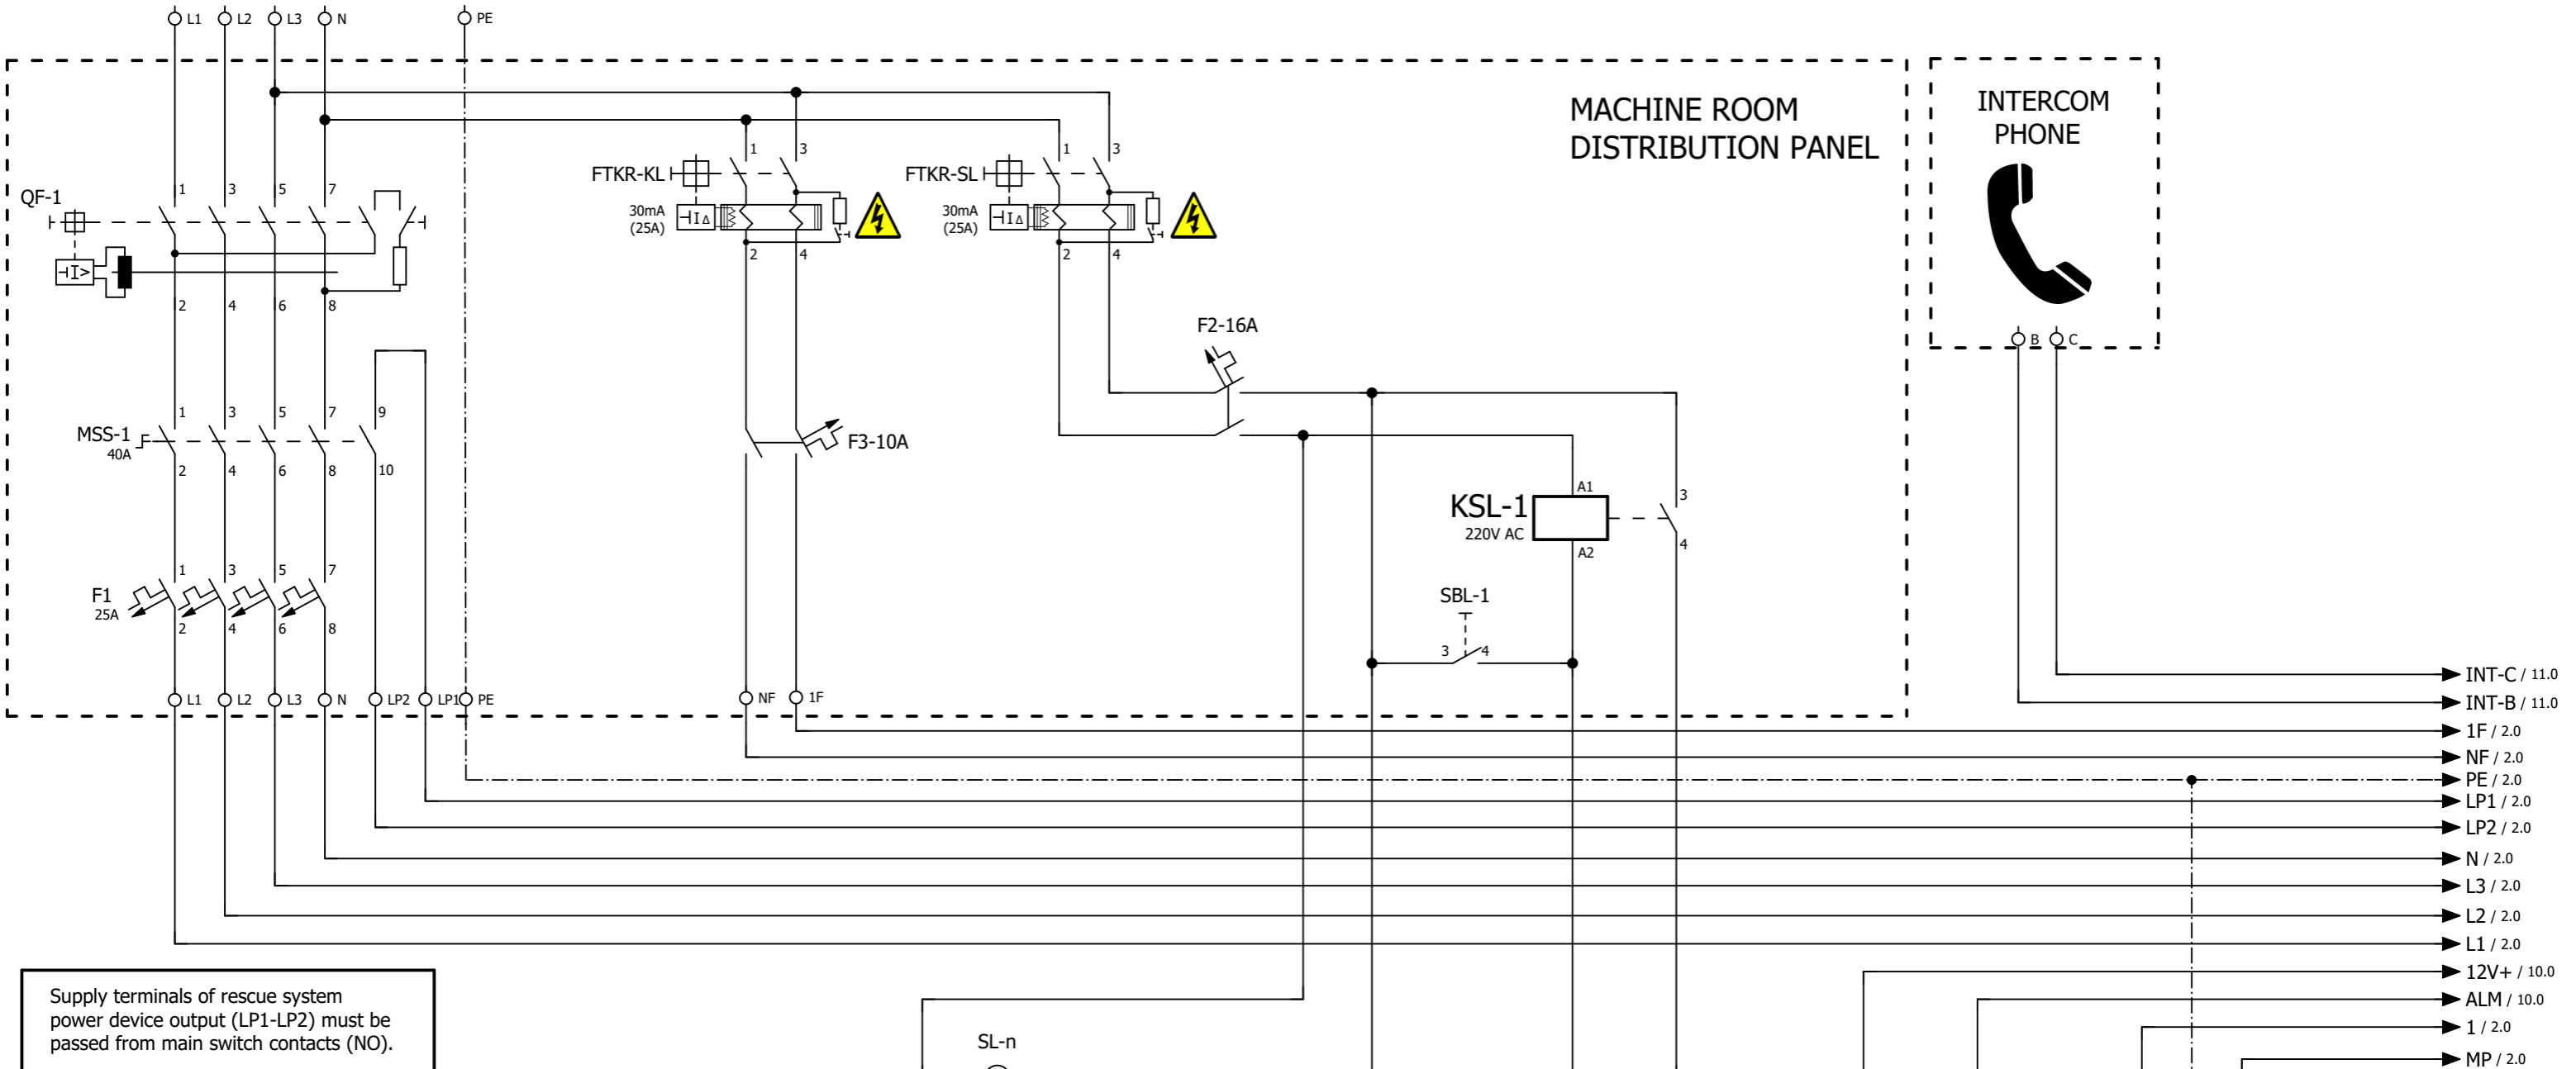 L1
L2
L3
N
PE
MACHINE ROOM
DISTRIBUTION PANEL
INTERCOM
PHONE
B
C
QF-1
1
3
5
7
I>
2
4
6
8
FTKR-KL
1
3
30mA
(25A)
I Δ
2
4
FTKR-SL
1
3
30mA
(25A)
I Δ
2
4
F2-16A
MSS-1
40A
1
3
5
7
9
2
4
6
8
10
F3-10A
KSL-1
220V AC
A1
A2
3
4
F1
25A
1
3
5
7
2
4
6
8
SBL-1
3
4
L1
L2
L3
N
LP2
LP1
PE
NF
1F
INT-C / 11.0
INT-B / 11.0
1F / 2.0
NF / 2.0
PE / 2.0
LP1 / 2.0
LP2 / 2.0
N / 2.0
L3 / 2.0
L2 / 2.0
L1 / 2.0
12V+ / 10.0
ALM / 10.0
1 / 2.0
MP / 2.0
Supply terminals of rescue system
power device output (LP1-LP2) must be
passed from main switch contacts (NO).
SL-n